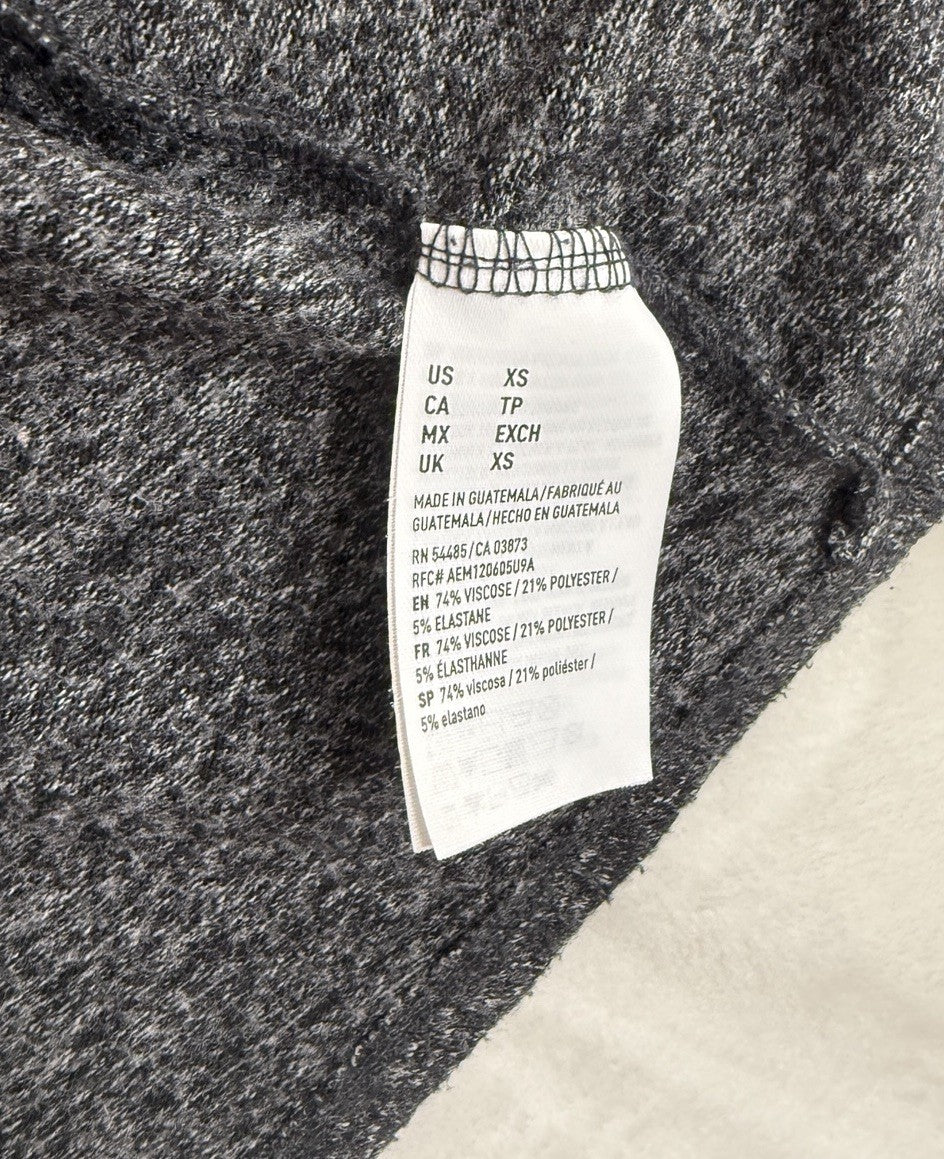 US XS
CA TP
MX EXCH
UK XS
MADE IN GUATEMALA/FABRIQUÉ AU
GUATEMALA/HECHO EN GUATEMALA
RN 54485/CA 03873
RFC# AEM120605U9A
EN 74% VISCOSE/21% POLYESTER/
5% ELASTANE
FR 74% VISCOSE/21% POLYESTER/
5% ÉLASTHANNE
SP 74% viscosa/21% poliéster/
5% elastano